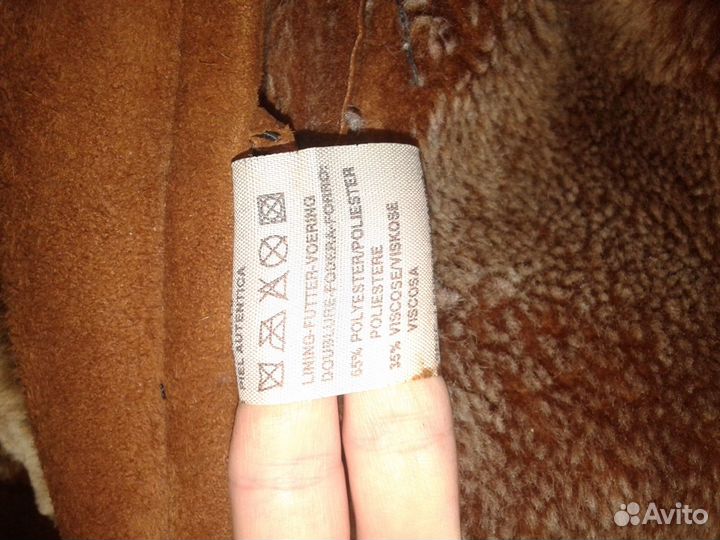 PIEL AUTENTICA
LINING-FUTTER-VOERING
DOUBLURE-FODERA-FORRO:
65% POLYESTER/POLIESTER
POLIESTERE
35% VISCOSE/VISKOSE
VISCOSA
Avito